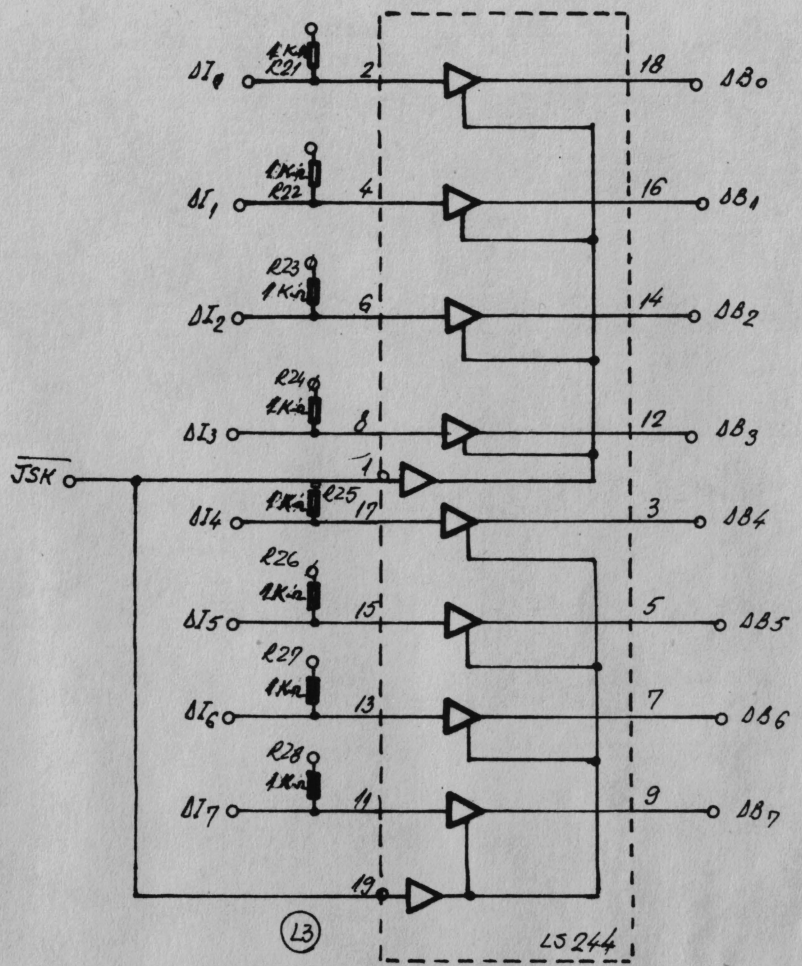 1KΩ
R21
ΔI0 2 18 ΔB0
1KΩ
R22
ΔI1 4 16 ΔB1
R23
1KΩ
ΔI2 6 14 ΔB2
R24
1KΩ
ΔI3 8 12 ΔB3
JSK 1
1KΩ R25
ΔI4 17 3 ΔB4
R26
1KΩ
ΔI5 15 5 ΔB5
R27
1KΩ
ΔI6 13 7 ΔB6
R28
1KΩ
ΔI7 11 9 ΔB7
19
L3
LS244